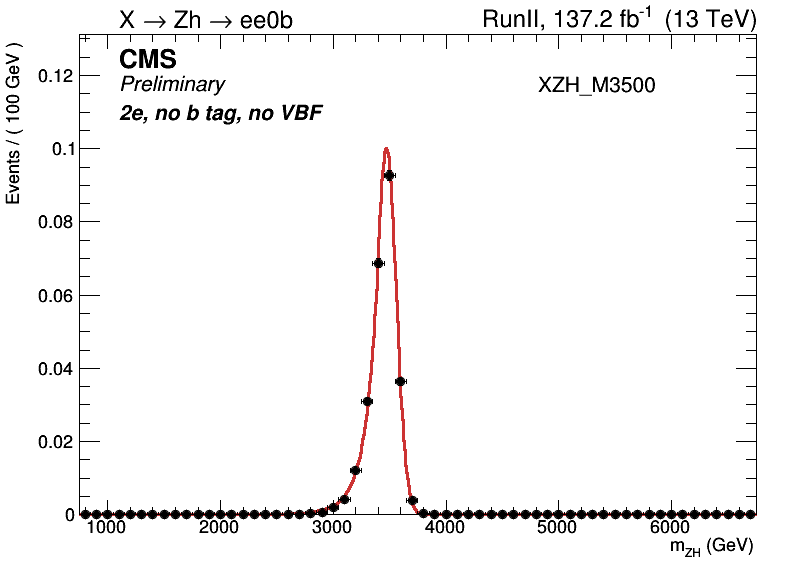 X → Zh → ee0b
RunII, 137.2 fb⁻¹ (13 TeV)
CMS
Preliminary
2e, no b tag, no VBF
XZH_M3500
Events / ( 100 GeV )
0.12
0.1
0.08
0.06
0.04
0.02
0
1000 2000 3000 4000 5000 6000
m_ZH (GeV)